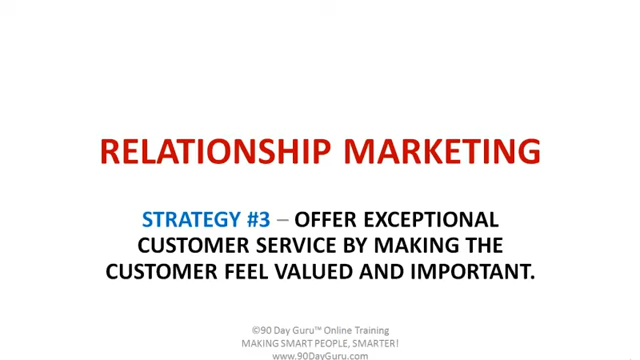 RELATIONSHIP MARKETING
STRATEGY #3 – OFFER EXCEPTIONAL
CUSTOMER SERVICE BY MAKING THE
CUSTOMER FEEL VALUED AND IMPORTANT.
©90 Day Guru™ Online Training
MAKING SMART PEOPLE, SMARTER!
www.90DayGuru.com